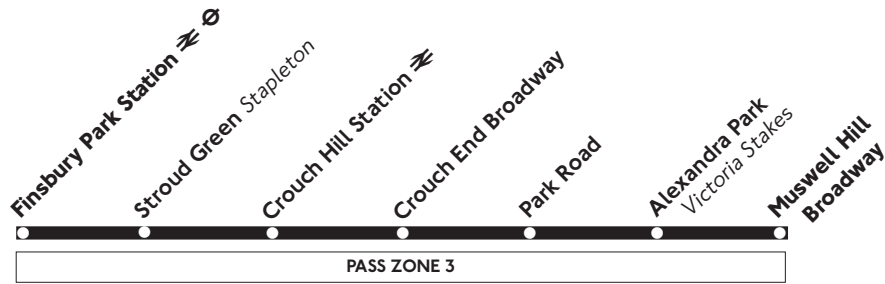 Finsbury Park Station
Stroud Green Stapleton
Crouch Hill Station
Crouch End Broadway
Park Road
Alexandra Park
Victoria Stakes
Muswell Hill
Broadway
PASS ZONE 3